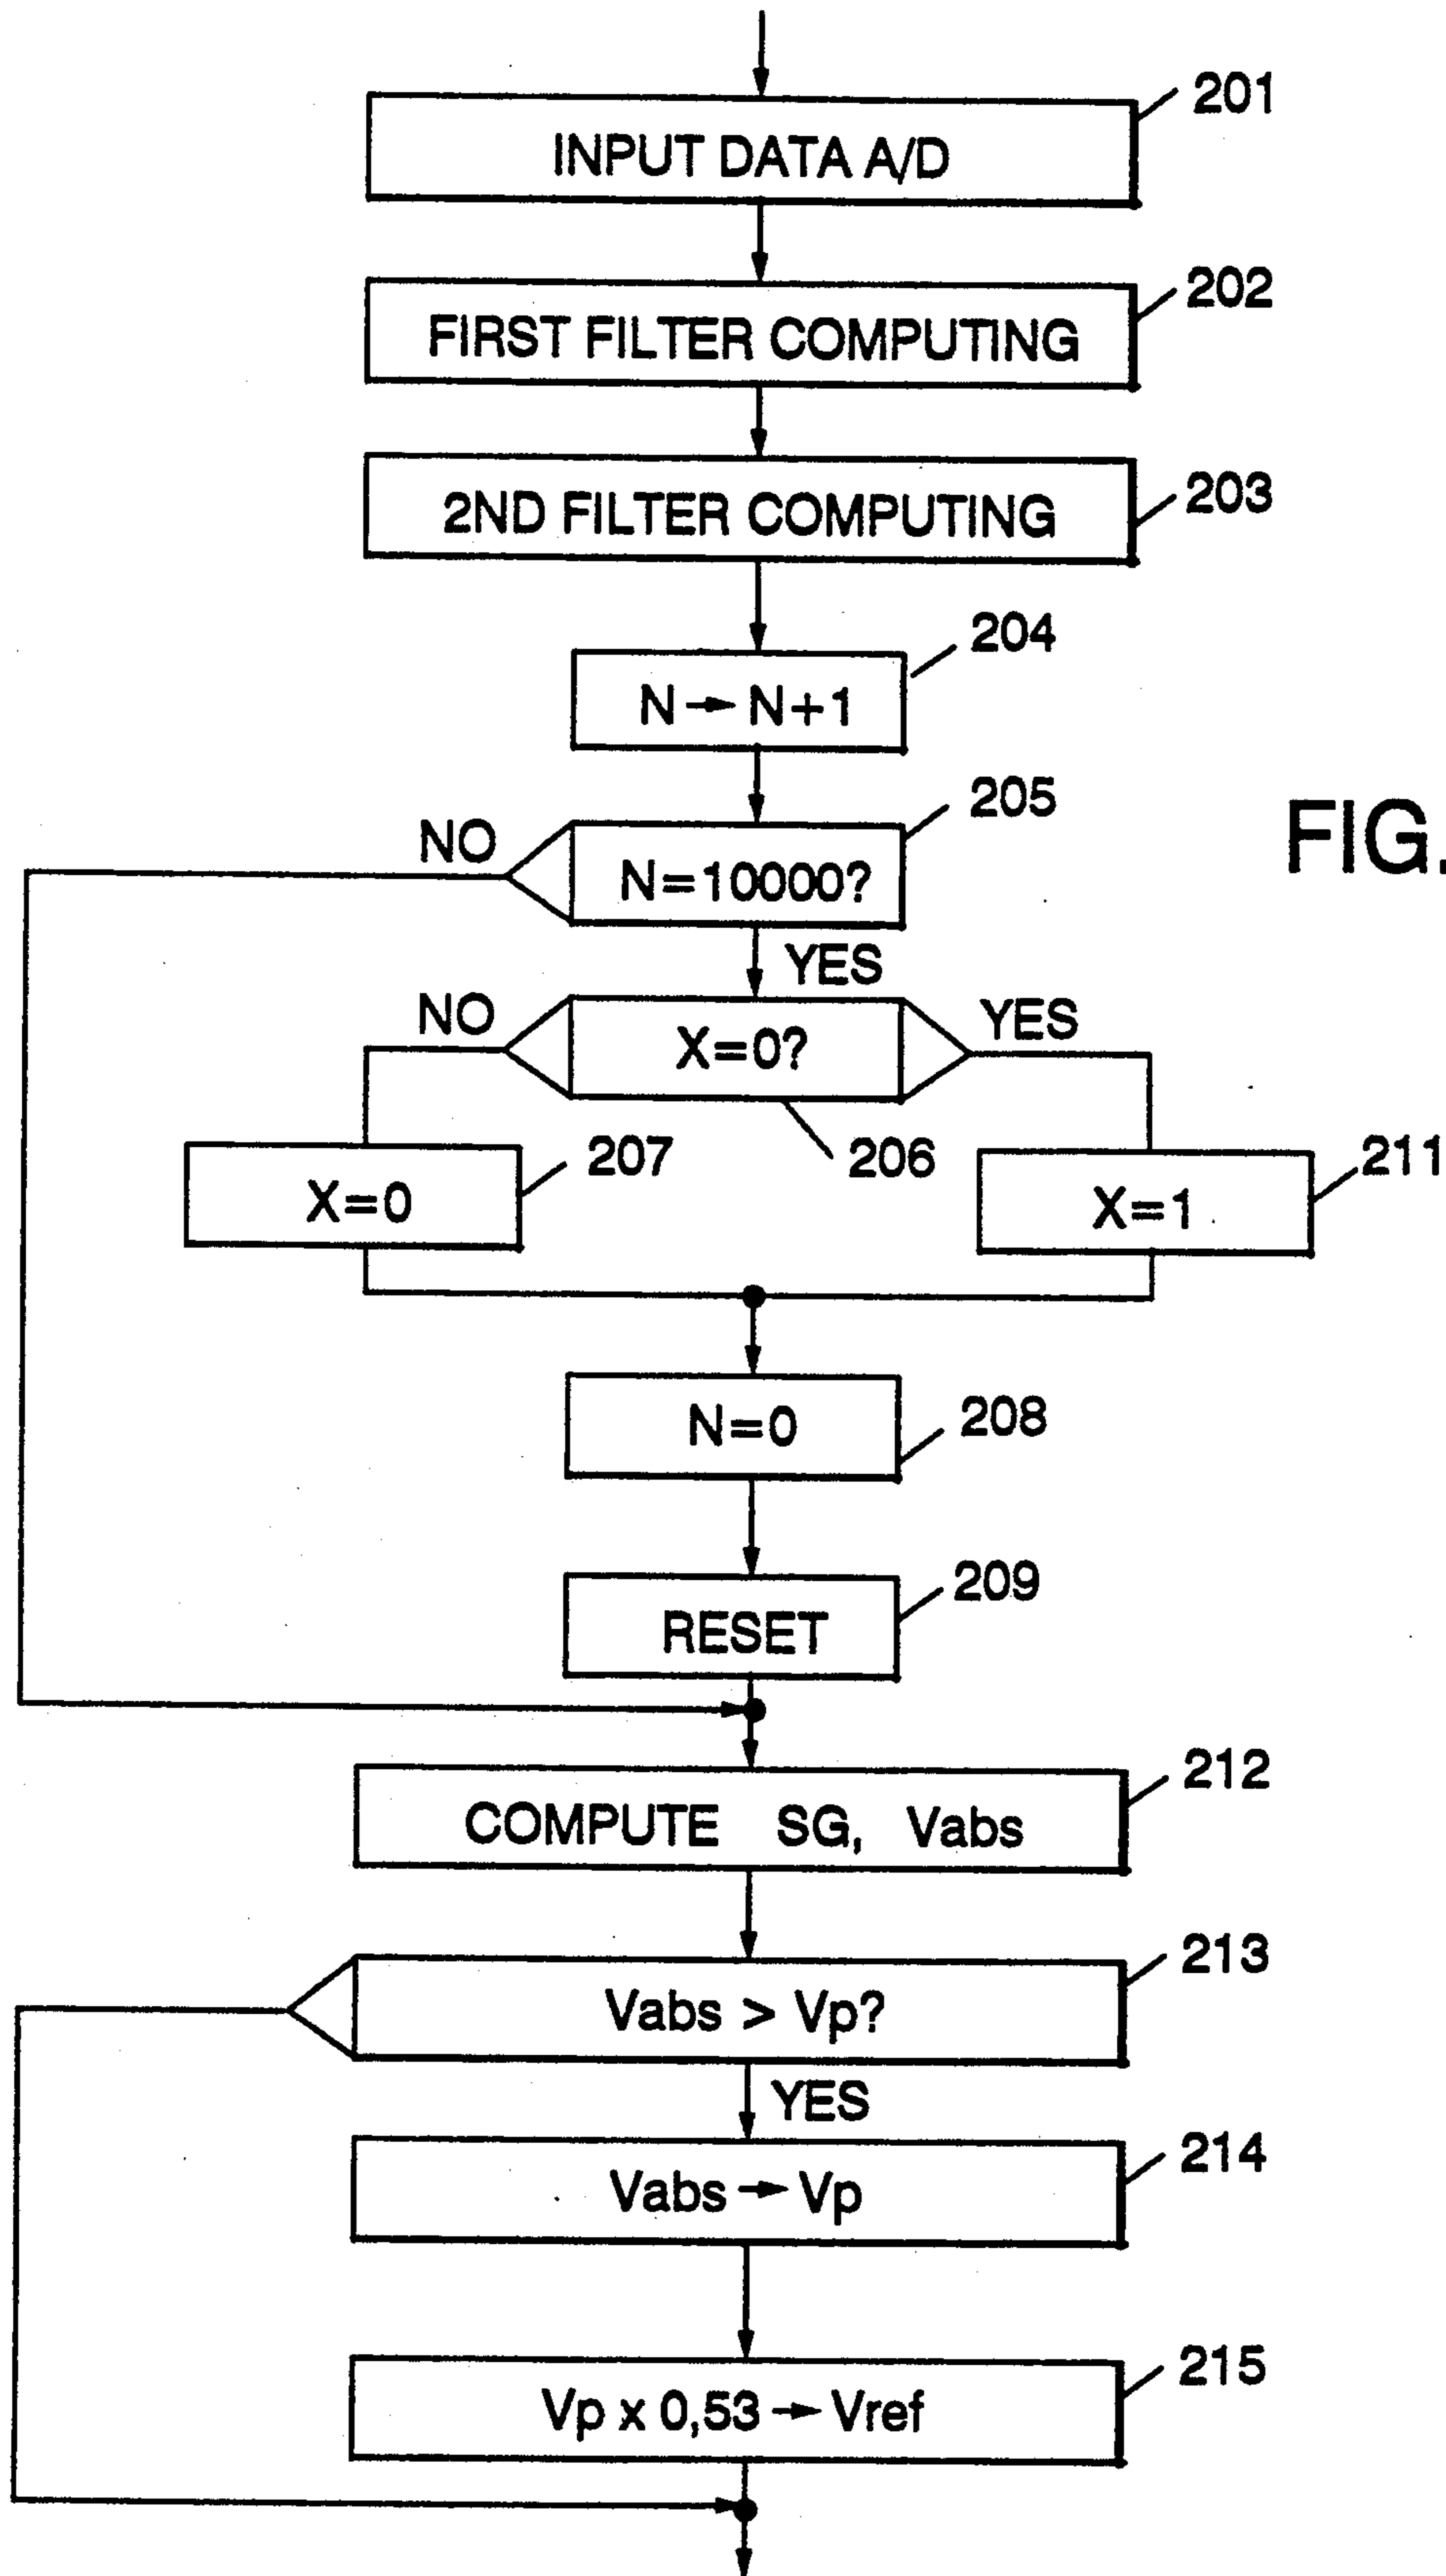 201
INPUT DATA A/D
202
FIRST FILTER COMPUTING
203
2ND FILTER COMPUTING
204
N → N+1
205
NO
N=10000?
FIG.
YES
NO
X=0?
YES
207
206
211
X=0
X=1
N=0
208
209
RESET
212
COMPUTE SG, Vabs
213
Vabs > Vp?
YES
214
Vabs → Vp
215
Vp x 0,53 → Vref